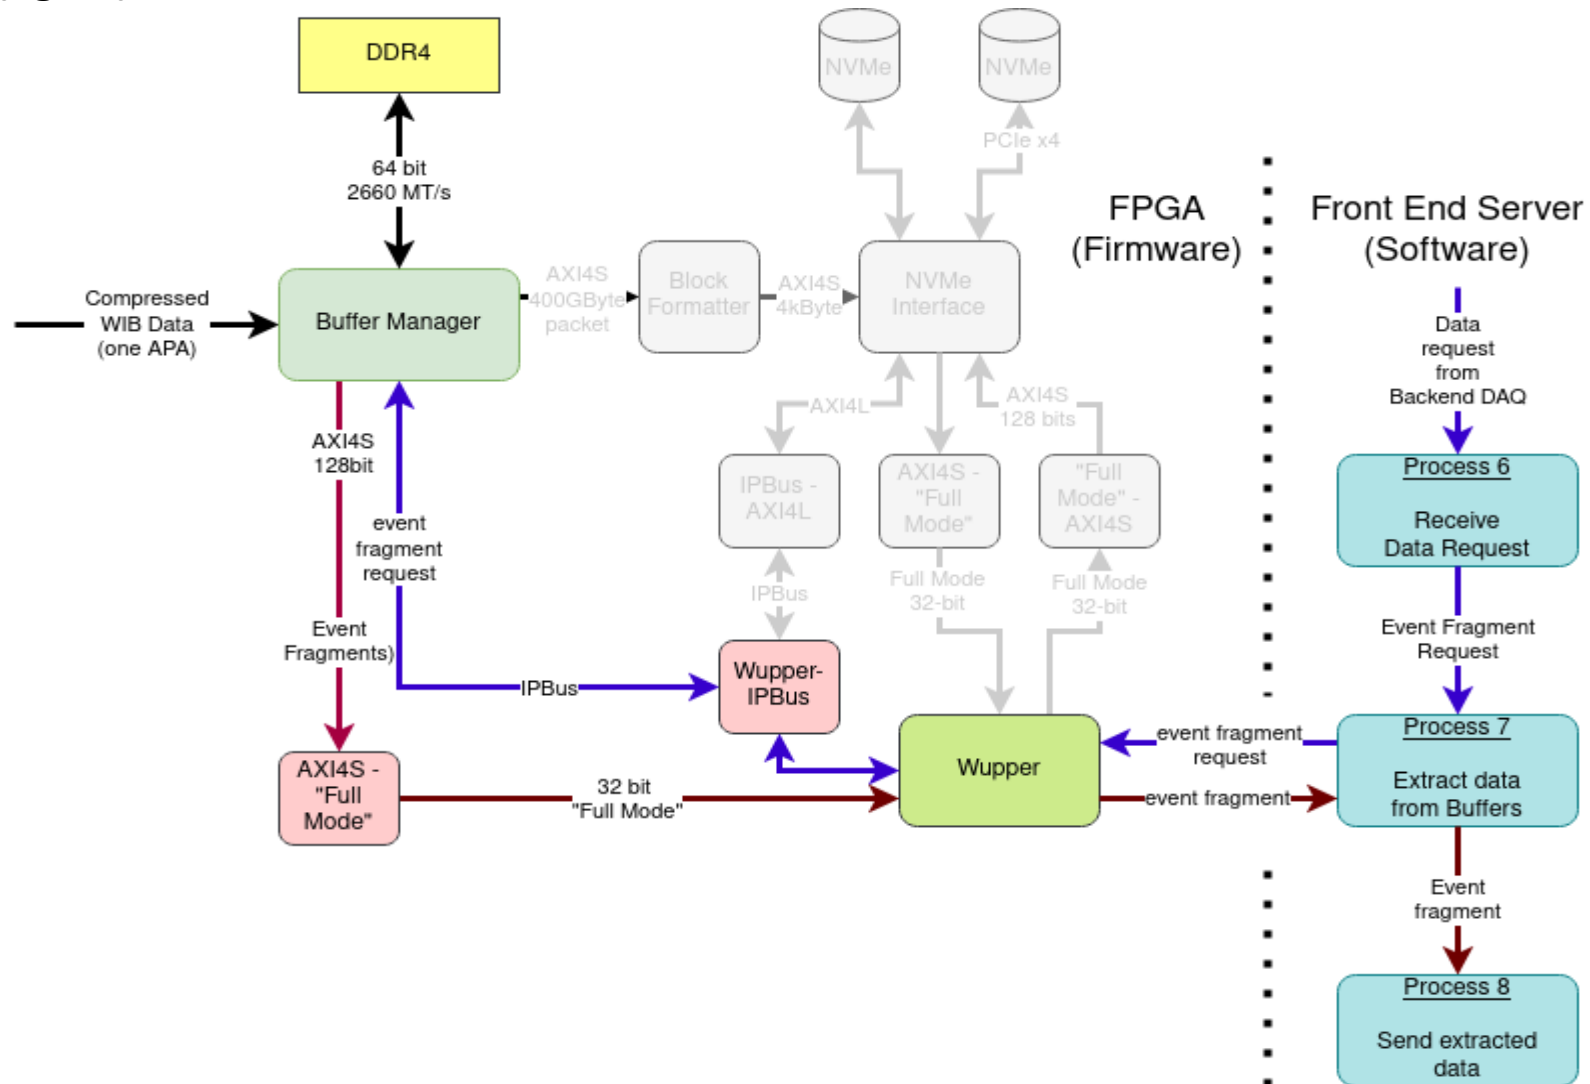 DDR4
NVMe
NVMe
PCIe x4
64 bit
2660 MT/s
FPGA
(Firmware)
Front End Server
(Software)
Compressed
WIB Data
(one APA)
Buffer Manager
AXI4S
400GByte
packet
Block
Formatter
AXI4S
4kByte
NVMe
Interface
Data
request
from
Backend DAQ
AXI4L
AXI4S
128 bits
AXI4S
128bit
IPBus -
AXI4L
AXI4S -
"Full
Mode"
"Full
Mode" -
AXI4S
Process 6
Receive
Data Request
event
fragment
request
IPBus
Full Mode
32-bit
Full Mode
32-bit
Event
Fragments)
Event Fragment
Request
IPBus
Wupper-
IPBus
Wupper
event fragment
request
event fragment
Process 7
Extract data
from Buffers
AXI4S -
"Full
Mode"
32 bit
"Full Mode"
Event
fragment
Process 8
Send extracted
data